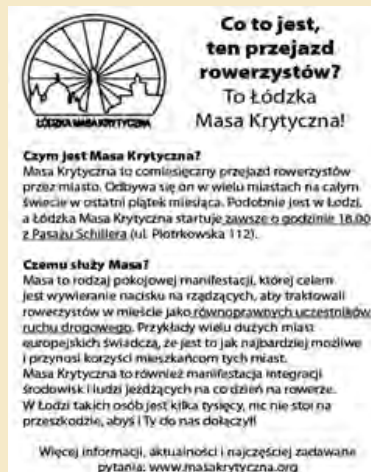 ŁÓDZKA MASA KRYTYCZNA
Co to jest,
ten przejazd
rowerzystów?
To Łódzka
Masa Krytyczna!
Czym jest Masa Krytyczna?
Masa Krytyczna to comiesięczny przejazd rowerzystów
przez miasto. Odbywa się on w wielu miastach na całym
świecie w ostatni piątek miesiąca. Podobnie jest w Łodzi,
a Łódzka Masa Krytyczna startuje zawsze o godzinie 18.00
z Pasażu Schillera (ul. Piotrkowska 112).
Czemu służy Masa?
Masa to rodzaj pokojowej manifestacji, której celem
jest wywieranie nacisku na rządzących, aby traktowali
rowerzystów w mieście jako równoprawnych uczestników
ruchu drogowego. Przykłady wielu dużych miast
europejskich świadczą, że jest to jak najbardziej możliwe
i przynosi korzyści mieszkańcom tych miast.
Masa Krytyczna to również manifestacja integracji
środowisk i ludzi jeżdżących na co dzień na rowerze.
W Łodzi takich osób jest kilka tysięcy, nic nie stoi na
przeszkodzie, abyś i Ty do nas dołączył!
Więcej informacji, aktualności i najczęściej zadawane
pytania: www.masakrytyczna.org